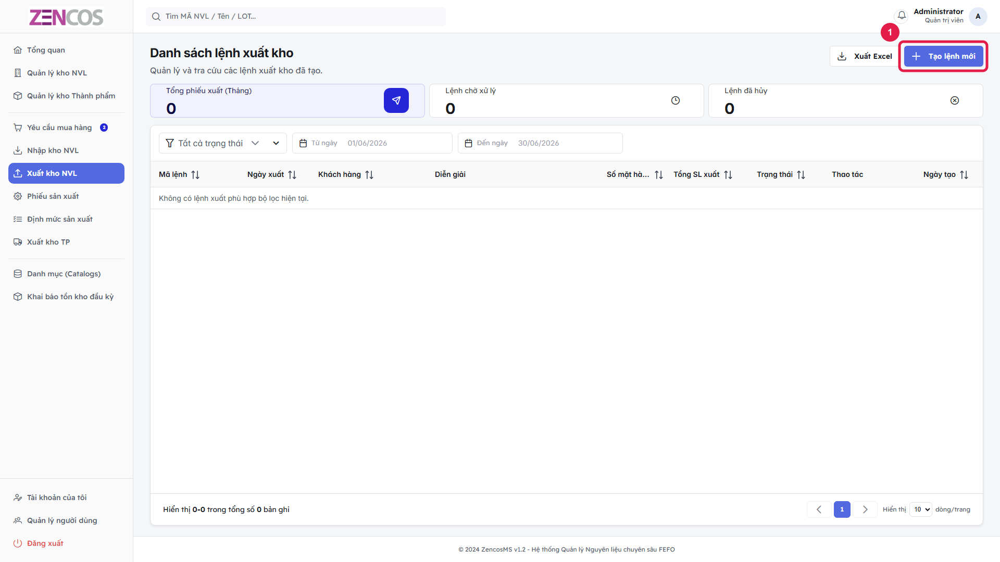 ZENCOS
Tìm MÃ NVL / Tên / LOT...
Administrator
Quản trị viên
A
1
Tổng quan
Quản lý kho NVL
Quản lý kho Thành phẩm
Yêu cầu mua hàng 2
Nhập kho NVL
Xuất kho NVL
Phiếu sản xuất
Định mức sản xuất
Xuất kho TP
Danh mục (Catalogs)
Khai báo tồn kho đầu kỳ
Tài khoản của tôi
Quản lý người dùng
Đăng xuất
Danh sách lệnh xuất kho
Quản lý và tra cứu các lệnh xuất kho đã tạo.
Xuất Excel
Tạo lệnh mới
Tổng phiếu xuất (Tháng)
0
Lệnh chờ xử lý
0
Lệnh đã hủy
0
Tất cả trạng thái
Từ ngày 01/06/2026
Đến ngày 30/06/2026
Mã lệnh Ngày xuất Khách hàng Diễn giải Số mặt hà... Tổng SL xuất Trạng thái Thao tác Ngày tạo
Không có lệnh xuất phù hợp bộ lọc hiện tại.
Hiển thị 0-0 trong tổng số 0 bản ghi
1
Hiển thị 10 dòng/trang
© 2024 ZencosMS v1.2 - Hệ thống Quản lý Nguyên liệu chuyên sâu FEFO